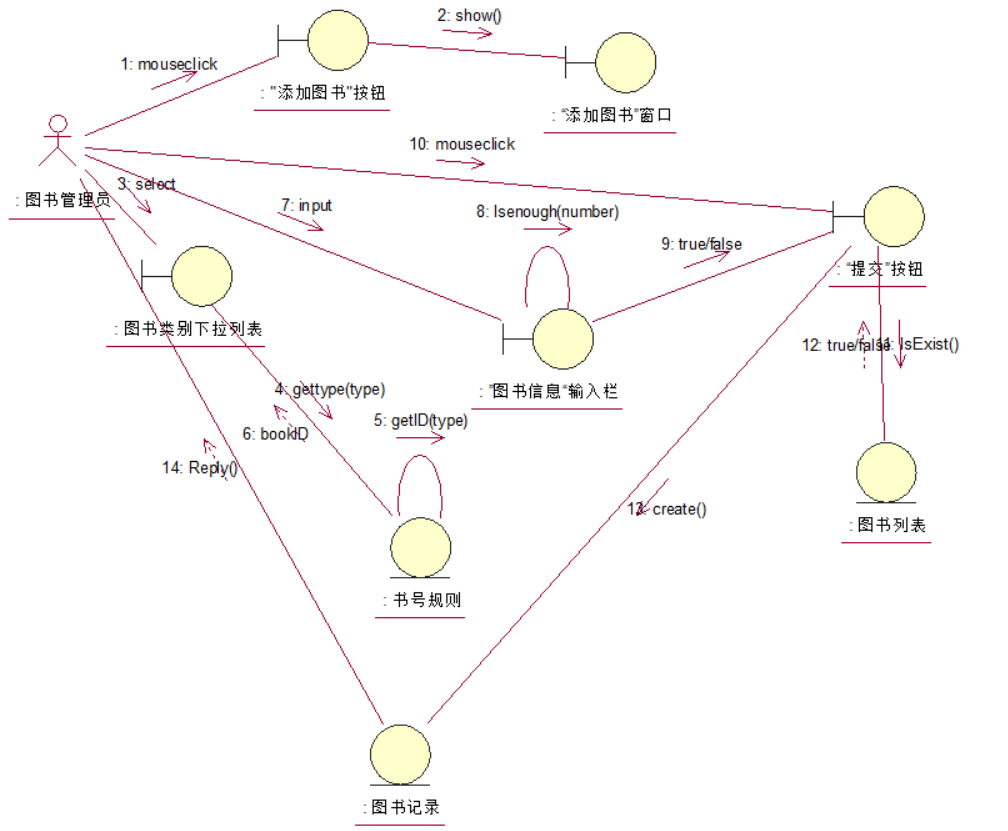 2: show()
1: mouseclick
: "添加图书"按钮
: “添加图书”窗口
10: mouseclick
3: select
: 图书管理员
7: input
8: Isenough(number)
9: true/false
: “提交”按钮
: 图书类别下拉列表
12: true/false
11: IsExist()
4: gettype(type)
: ”图书信息“输入栏
5: getID(type)
6: bookID
14: Reply()
13: create()
: 图书列表
: 书号规则
: 图书记录